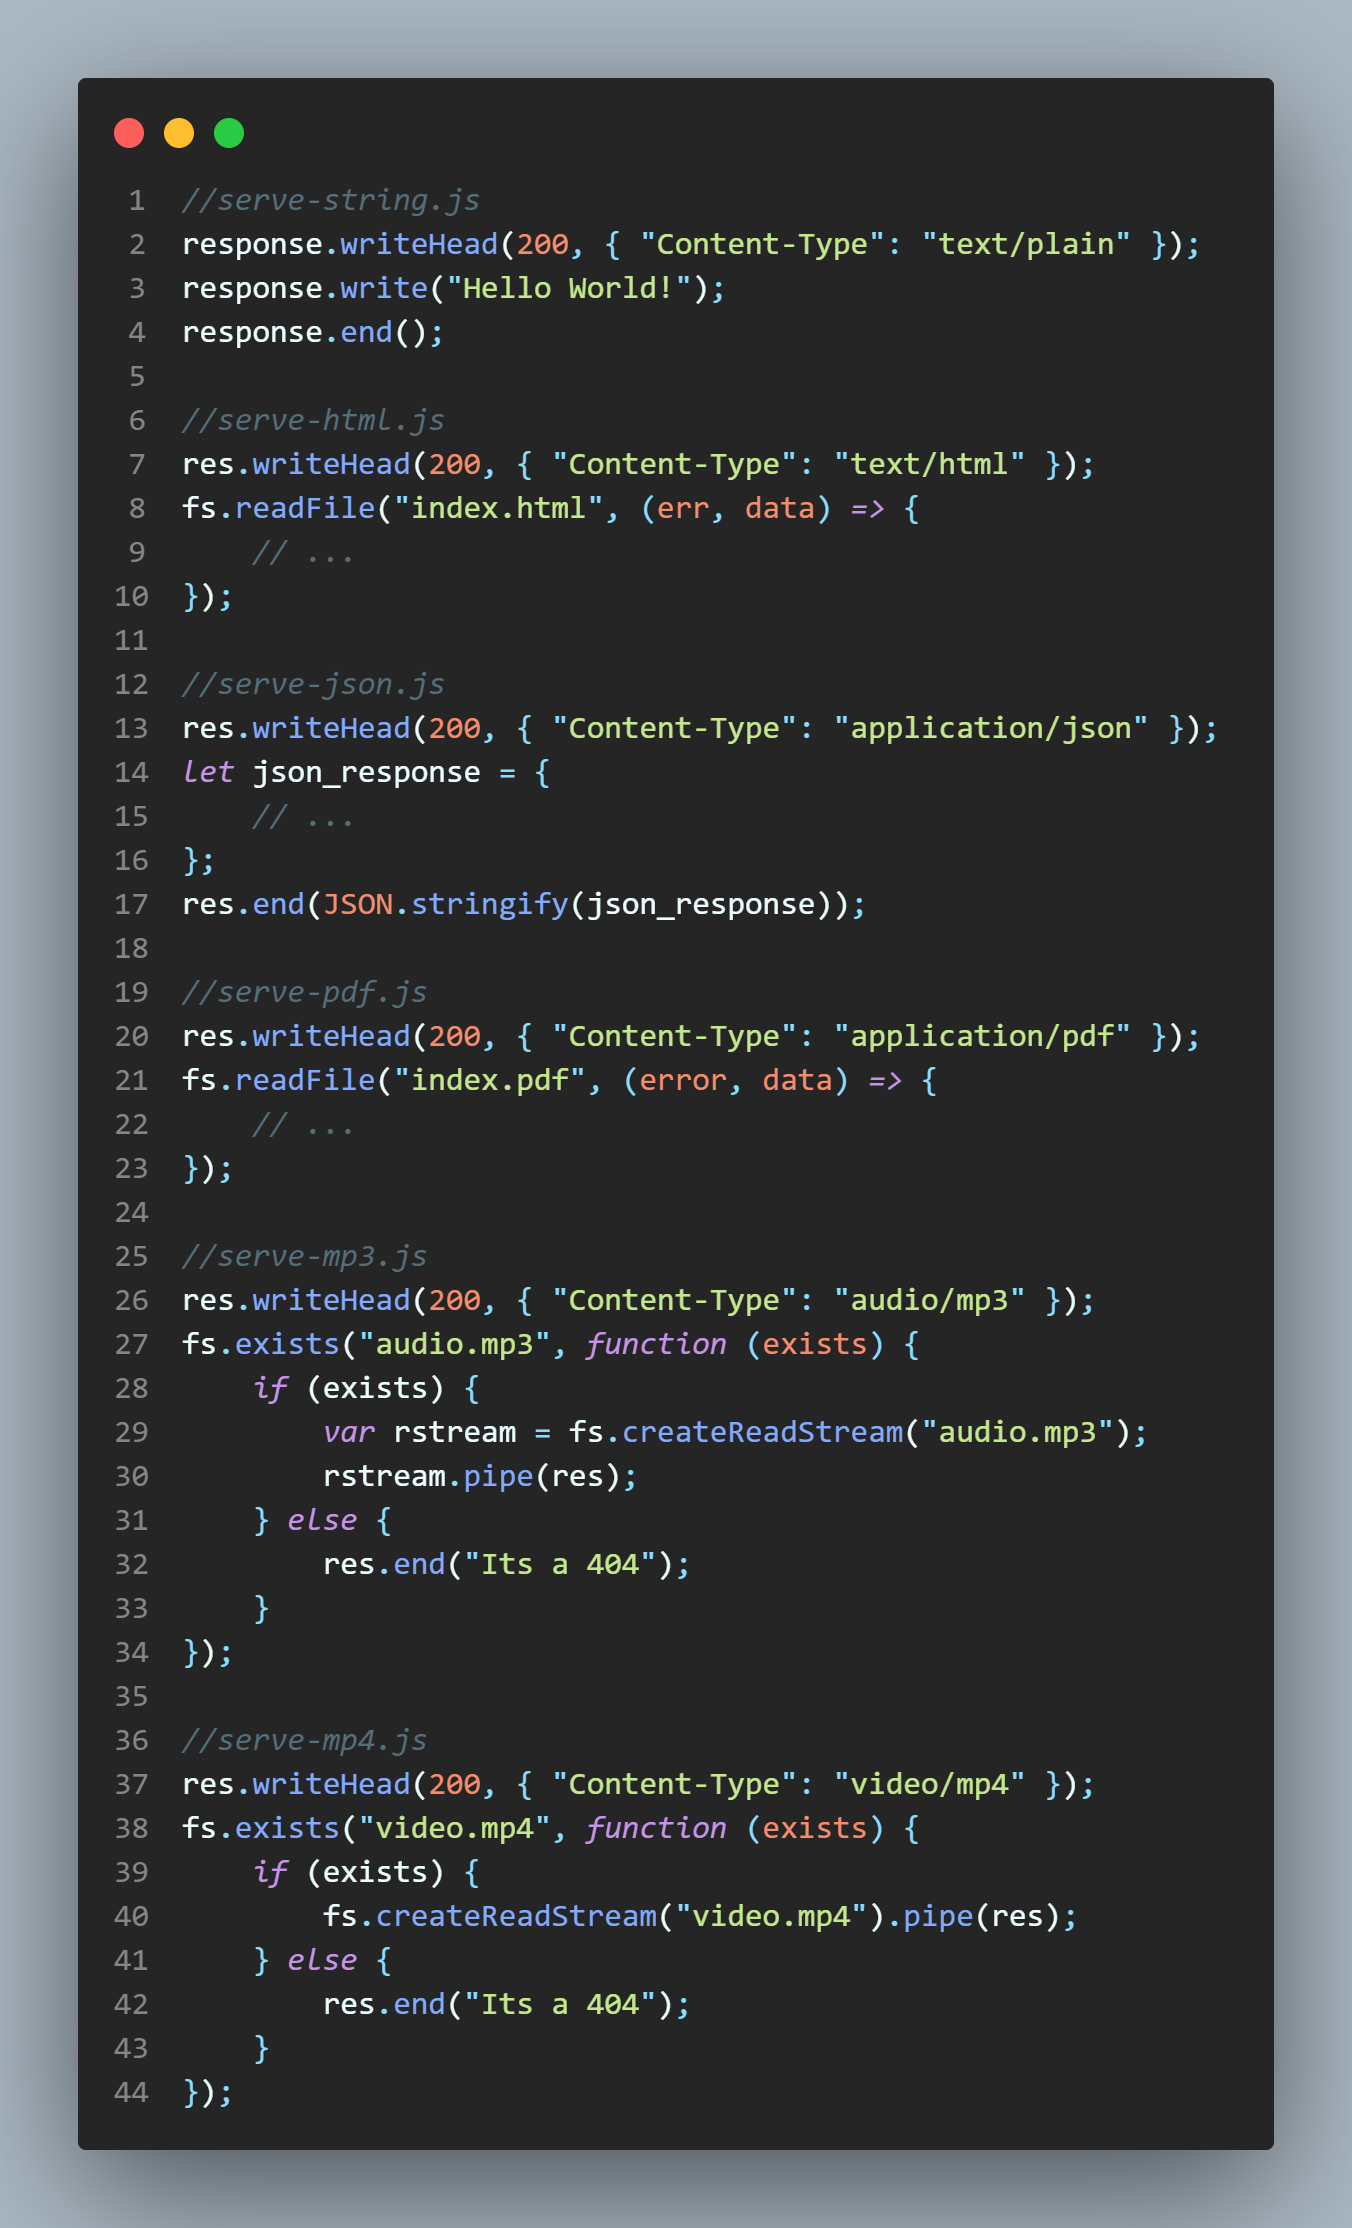 1 //serve-string.js
2 response.writeHead(200, { "Content-Type": "text/plain" });
3 response.write("Hello World!");
4 response.end();
5
6 //serve-html.js
7 res.writeHead(200, { "Content-Type": "text/html" });
8 fs.readFile("index.html", (err, data) => {
9     // ...
10 });
11
12 //serve-json.js
13 res.writeHead(200, { "Content-Type": "application/json" });
14 let json_response = {
15     // ...
16 };
17 res.end(JSON.stringify(json_response));
18
19 //serve-pdf.js
20 res.writeHead(200, { "Content-Type": "application/pdf" });
21 fs.readFile("index.pdf", (error, data) => {
22     // ...
23 });
24
25 //serve-mp3.js
26 res.writeHead(200, { "Content-Type": "audio/mp3" });
27 fs.exists("audio.mp3", function (exists) {
28     if (exists) {
29         var rstream = fs.createReadStream("audio.mp3");
30         rstream.pipe(res);
31     } else {
32         res.end("Its a 404");
33     }
34 });
35
36 //serve-mp4.js
37 res.writeHead(200, { "Content-Type": "video/mp4" });
38 fs.exists("video.mp4", function (exists) {
39     if (exists) {
40         fs.createReadStream("video.mp4").pipe(res);
41     } else {
42         res.end("Its a 404");
43     }
44 });